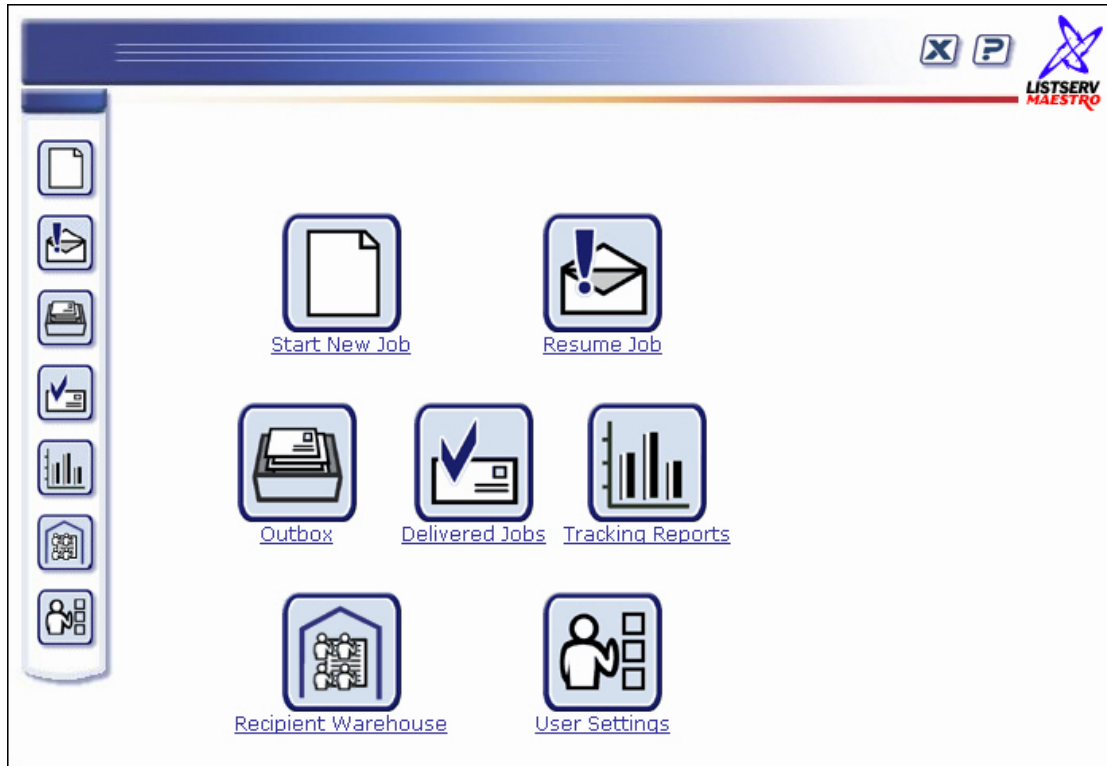 LISTSERV
MAESTRO
Start New Job
Resume Job
Outbox
Delivered Jobs
Tracking Reports
Recipient Warehouse
User Settings